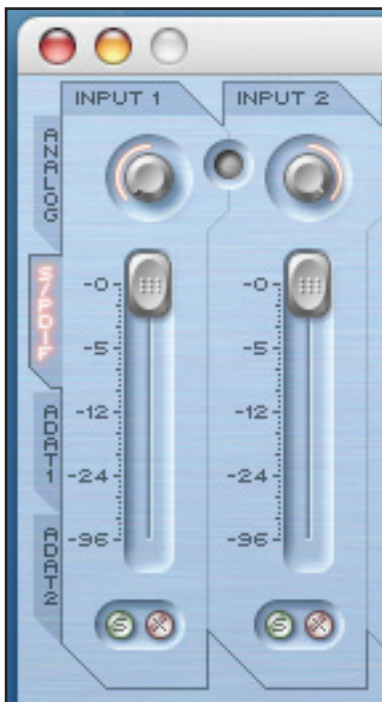 INPUT 1
INPUT 2
ANALOG
S/PDIF
ADAT1
ADAT2
-0
-5
-12
-24
-96
-0
-5
-12
-24
-96
S
X
S
X